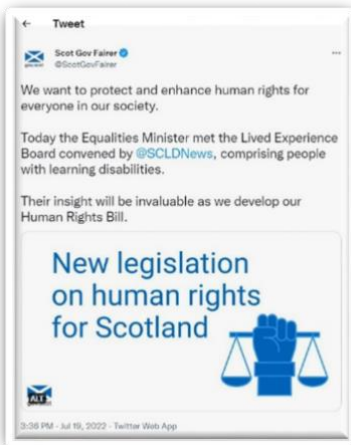 ← Tweet
Scot Gov Fairer
@ScotGovFairer
We want to protect and enhance human rights for
everyone in our society.
Today the Equalities Minister met the Lived Experience
Board convened by @SCLDNews, comprising people
with learning disabilities.
Their insight will be invaluable as we develop our
Human Rights Bill.
New legislation
on human rights
for Scotland
ALT
3:36 PM · Jul 19, 2022 · Twitter Web App